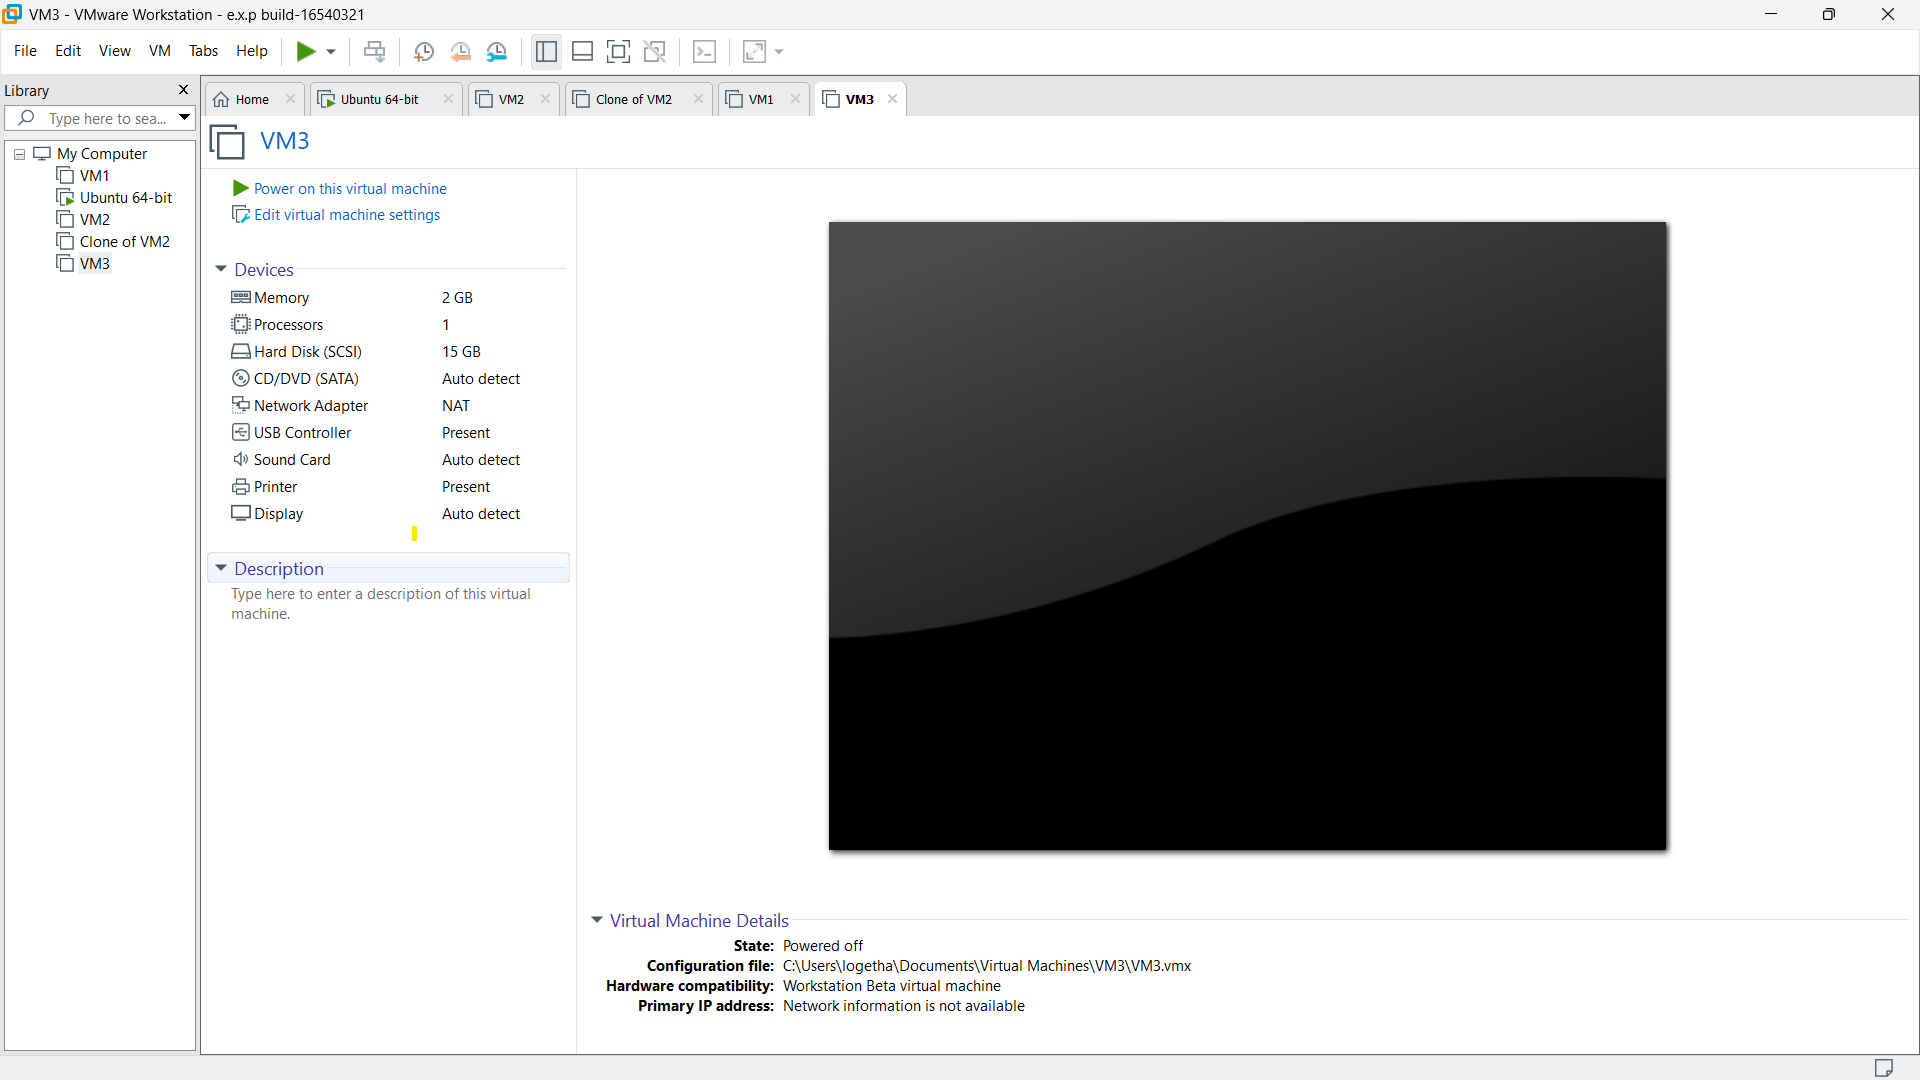 VM3 - VMware Workstation - e.x.p build-16540321
File Edit View VM Tabs Help
Library
Type here to sea...
My Computer
VM1
Ubuntu 64-bit
VM2
Clone of VM2
VM3
Home Ubuntu 64-bit VM2 Clone of VM2 VM1 VM3
VM3
Power on this virtual machine
Edit virtual machine settings
Devices
Memory 2 GB
Processors 1
Hard Disk (SCSI) 15 GB
CD/DVD (SATA) Auto detect
Network Adapter NAT
USB Controller Present
Sound Card Auto detect
Printer Present
Display Auto detect
Description
Type here to enter a description of this virtual
machine.
Virtual Machine Details
State: Powered off
Configuration file: C:\Users\logetha\Documents\Virtual Machines\VM3\VM3.vmx
Hardware compatibility: Workstation Beta virtual machine
Primary IP address: Network information is not available